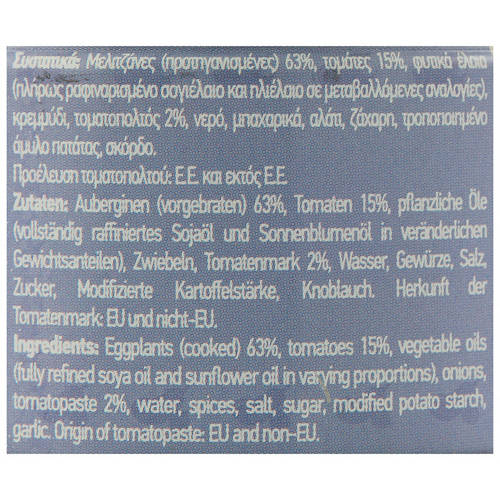 Συστατικά: Μελιτζάνες (προτηγανισμένες) 63%, τομάτες 15%, φυτικά έλαια
(πλήρως ραφιναρισμένο σογιέλαιο και ηλιέλαιο σε μεταβαλλόμενες αναλογίες),
κρεμμύδι, τοματοπολτός 2%, νερό, μπαχαρικά, αλάτι, ζάχαρη, τροποποιημένο
άμυλο πατάτας, σκόρδο.
Προέλευση τοματοπολτού: Ε.Ε. και εκτός Ε.Ε.
Zutaten: Auberginen (vorgebraten) 63%, Tomaten 15%, pflanzliche Öle
(vollständig raffiniertes Sojaöl und Sonnenblumenöl in veränderlichen
Gewichtsanteilen), Zwiebeln, Tomatenmark 2%, Wasser, Gewürze, Salz,
Zucker, Modifizierte Kartoffelstärke, Knoblauch. Herkunft der
Tomatenmark: EU und nicht-EU.
Ingredients: Eggplants (cooked) 63%, tomatoes 15%, vegetable oils
(fully refined soya oil and sunflower oil in varying proportions), onions,
tomatopaste 2%, water, spices, salt, sugar, modified potato starch,
garlic. Origin of tomatopaste: EU and non-EU.